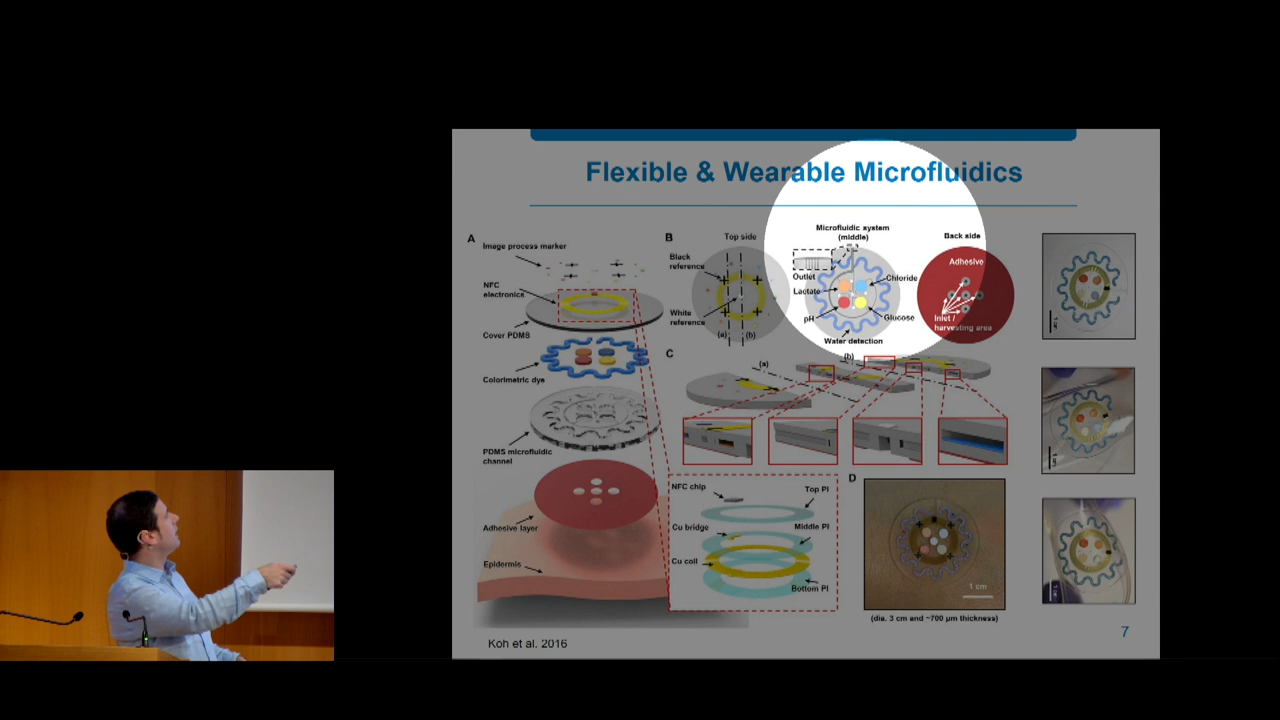 Flexible & Wearable Microfluidics
A
Image process marker
NFC
electronics
Cover PDMS
Colorimetric dye
PDMS microfluidic
channel
Adhesive layer
Epidermis
B
Top side
Black
reference
White
reference
(a)
(b)
Microfluidic system
(middle)
Outlet
Lactate
pH
Chloride
Glucose
Water detection
Back side
Adhesive
Inlet /
harvesting area
C
(a)
(b)
NFC chip
Cu bridge
Cu coil
Top PI
Middle PI
Bottom PI
D
1 cm
(dia. 3 cm and ~700 µm thickness)
Koh et al. 2016
7